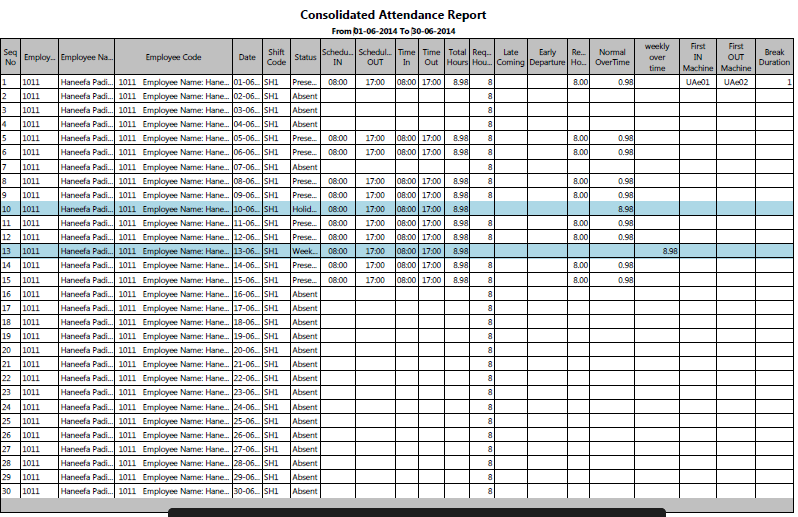 Consolidated Attendance Report
From 01-06-2014 To 30-06-2014
Seq No Employ... Employee Na... Employee Code Date Shift Code Status Schedu... IN Schedul... OUT Time In Time Out Total Hours Req... Hou... Late Coming Early Departure Re... Ho... Normal OverTime weekly over time First IN Machine First OUT Machine Break Duration
1 1011 Haneefa Padi... 1011 Employee Name: Hane... 01-06... SH1 Prese... 08:00 17:00 08:00 17:00 8.98 8 8.00 0.98 UAe01 UAe02 1
2 1011 Haneefa Padi... 1011 Employee Name: Hane... 02-06... SH1 Absent 8
3 1011 Haneefa Padi... 1011 Employee Name: Hane... 03-06... SH1 Absent 8
4 1011 Haneefa Padi... 1011 Employee Name: Hane... 04-06... SH1 Absent 8
5 1011 Haneefa Padi... 1011 Employee Name: Hane... 05-06... SH1 Prese... 08:00 17:00 08:00 17:00 8.98 8 8.00 0.98
6 1011 Haneefa Padi... 1011 Employee Name: Hane... 06-06... SH1 Prese... 08:00 17:00 08:00 17:00 8.98 8 8.00 0.98
7 1011 Haneefa Padi... 1011 Employee Name: Hane... 07-06... SH1 Absent 8
8 1011 Haneefa Padi... 1011 Employee Name: Hane... 08-06... SH1 Prese... 08:00 17:00 08:00 17:00 8.98 8 8.00 0.98
9 1011 Haneefa Padi... 1011 Employee Name: Hane... 09-06... SH1 Prese... 08:00 17:00 08:00 17:00 8.98 8 8.00 0.98
10 1011 Haneefa Padi... 1011 Employee Name: Hane... 10-06... SH1 Holid... 08:00 17:00 08:00 17:00 8.98 8.98
11 1011 Haneefa Padi... 1011 Employee Name: Hane... 11-06... SH1 Prese... 08:00 17:00 08:00 17:00 8.98 8 8.00 0.98
12 1011 Haneefa Padi... 1011 Employee Name: Hane... 12-06... SH1 Prese... 08:00 17:00 08:00 17:00 8.98 8 8.00 0.98
13 1011 Haneefa Padi... 1011 Employee Name: Hane... 13-06... SH1 Week... 08:00 17:00 08:00 17:00 8.98 8.98
14 1011 Haneefa Padi... 1011 Employee Name: Hane... 14-06... SH1 Prese... 08:00 17:00 08:00 17:00 8.98 8 8.00 0.98
15 1011 Haneefa Padi... 1011 Employee Name: Hane... 15-06... SH1 Prese... 08:00 17:00 08:00 17:00 8.98 8 8.00 0.98
16 1011 Haneefa Padi... 1011 Employee Name: Hane... 16-06... SH1 Absent 8
17 1011 Haneefa Padi... 1011 Employee Name: Hane... 17-06... SH1 Absent 8
18 1011 Haneefa Padi... 1011 Employee Name: Hane... 18-06... SH1 Absent 8
19 1011 Haneefa Padi... 1011 Employee Name: Hane... 19-06... SH1 Absent 8
20 1011 Haneefa Padi... 1011 Employee Name: Hane... 20-06... SH1 Absent 8
21 1011 Haneefa Padi... 1011 Employee Name: Hane... 21-06... SH1 Absent 8
22 1011 Haneefa Padi... 1011 Employee Name: Hane... 22-06... SH1 Absent 8
23 1011 Haneefa Padi... 1011 Employee Name: Hane... 23-06... SH1 Absent 8
24 1011 Haneefa Padi... 1011 Employee Name: Hane... 24-06... SH1 Absent 8
25 1011 Haneefa Padi... 1011 Employee Name: Hane... 25-06... SH1 Absent 8
26 1011 Haneefa Padi... 1011 Employee Name: Hane... 26-06... SH1 Absent 8
27 1011 Haneefa Padi... 1011 Employee Name: Hane... 27-06... SH1 Absent 8
28 1011 Haneefa Padi... 1011 Employee Name: Hane... 28-06... SH1 Absent 8
29 1011 Haneefa Padi... 1011 Employee Name: Hane... 29-06... SH1 Absent 8
30 1011 Haneefa Padi... 1011 Employee Name: Hane... 30-06... SH1 Absent 8